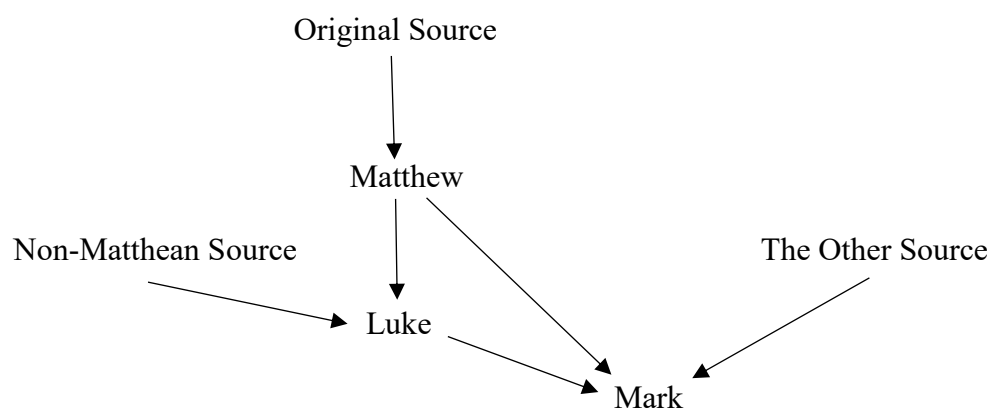 Original Source
Matthew
Non-Matthean Source
The Other Source
Luke
Mark